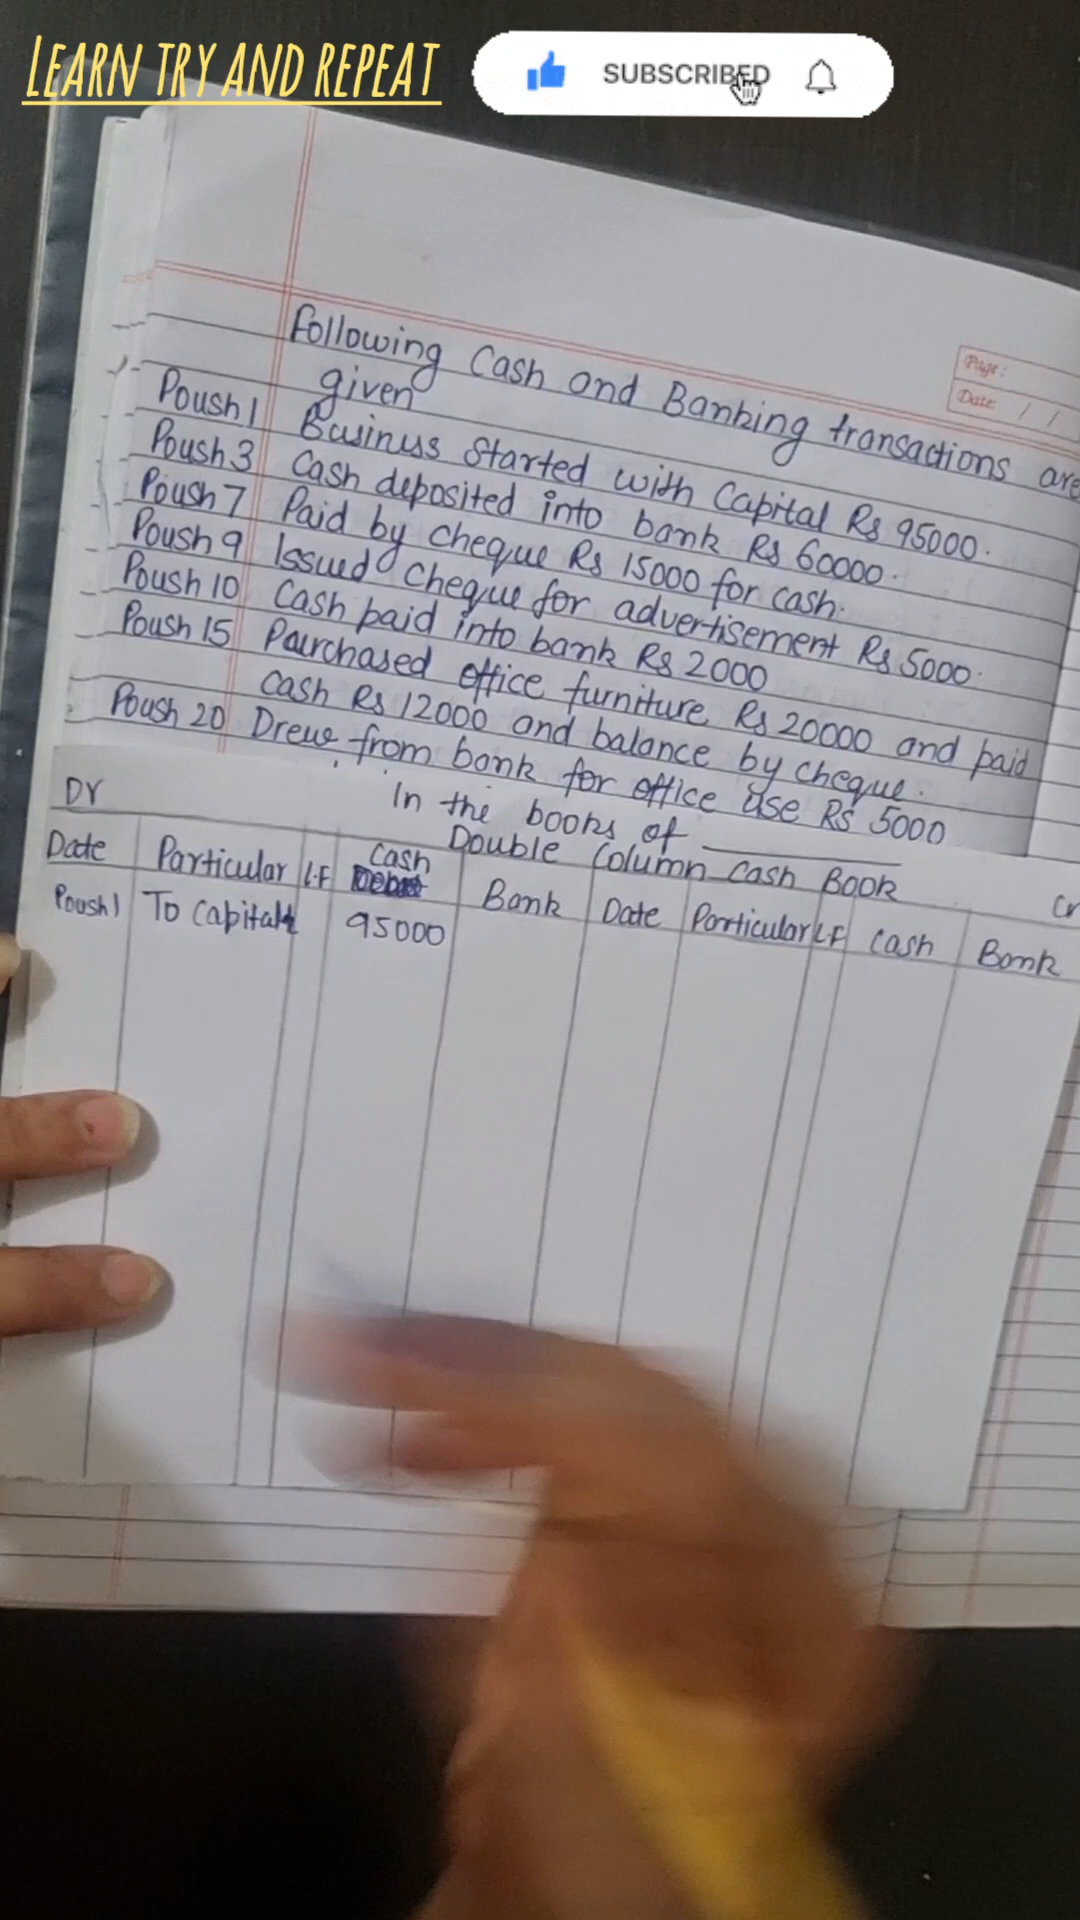 LEARN TRY AND REPEAT
SUBSCRIBED
Page:
Date: / /
Following Cash and Banking transactions are
given
Poush 1 Businuss Started with Capital Rs 95000.
Poush 3 Cash deposited into bank Rs 60000.
Poush 7 Paid by cheque Rs 15000 for cash.
Poush 9 Issued cheque for advertisement Rs 5000.
Poush 10 Cash paid into bank Rs 2000
Poush 15 Paurchased office furniture Rs 20000 and paid
cash Rs 12000 and balance by cheque.
Poush 20 Drew from bank for office use Rs 5000
Dr In the books of
Double Column Cash Book Cr
Date Particular L.F Cash Bank Date Particular L.F Cash Bank
Poush 1 To Capital 95000